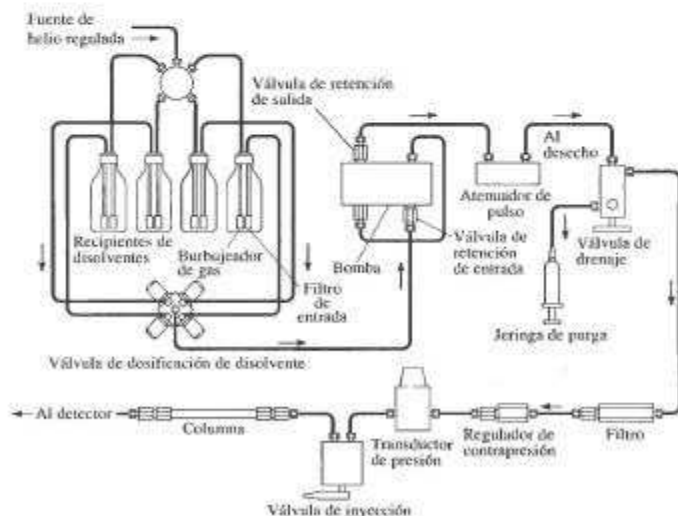 Fuente de
helio regulada
Válvula de retención
de salida
Al desecho
Atenuador de
pulso
Recipientes de
disolventes
Burbujeador
de gas
Filtro
de
entrada
Bomba
Válvula de
retención
de entrada
Válvula de
drenaje
Jeringa de purga
Válvula de dosificación de disolvente
Al detector
Columna
Transductor
de presión
Regulador de
contrapresión
Filtro
Válvula de inyección